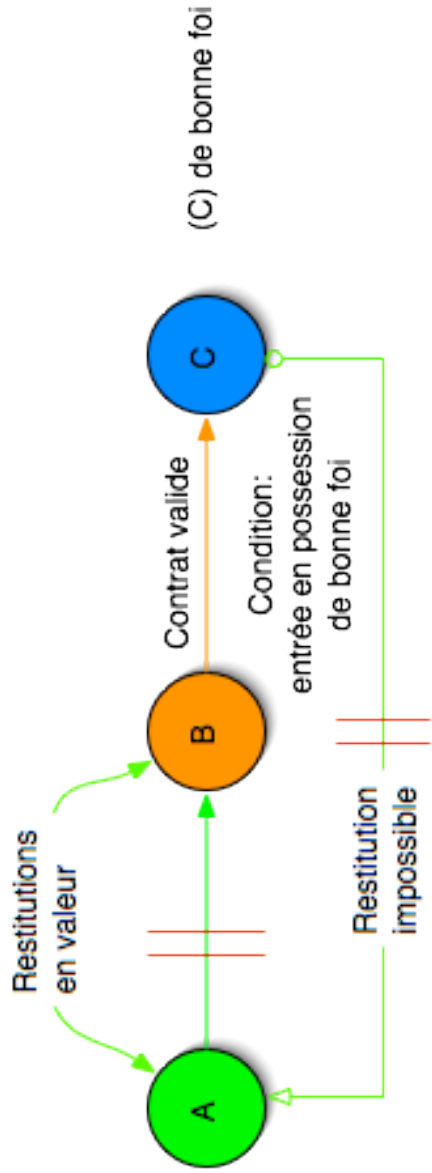 Restitutions
en valeur
A
B
Contrat valide
C
(C) de bonne foi
Condition:
entrée en possession
de bonne foi
Restitution
impossible